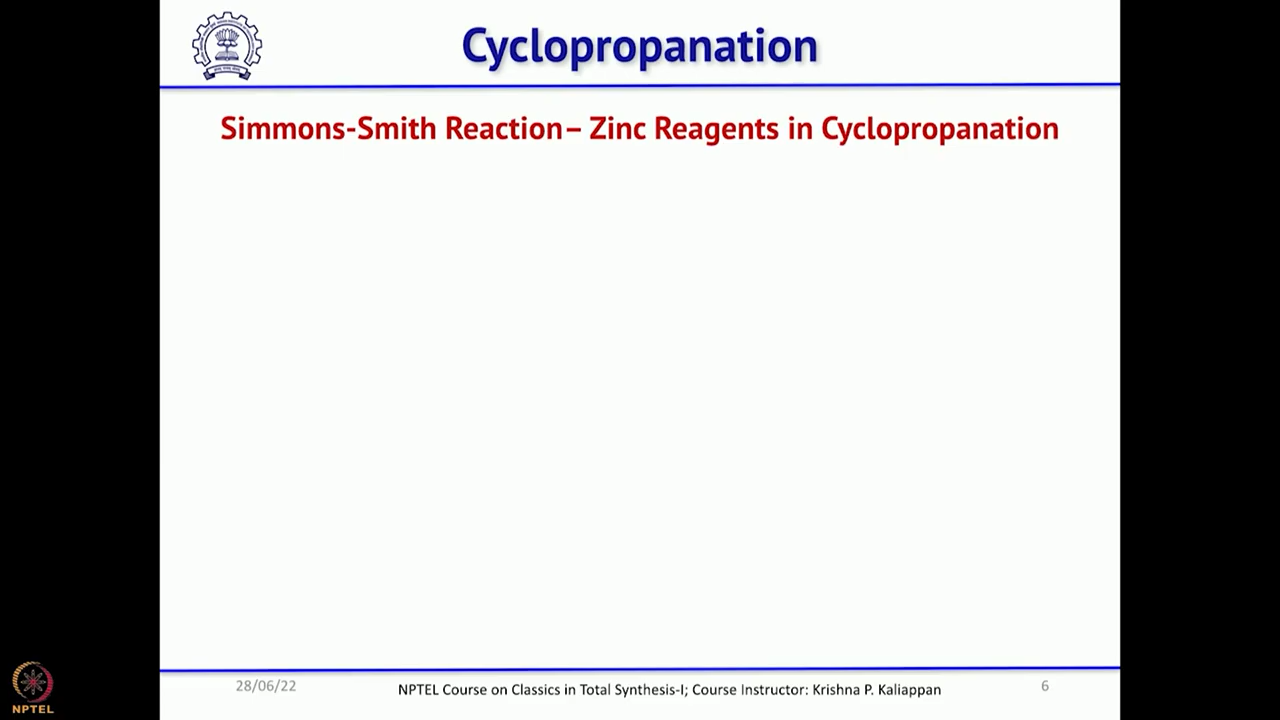 Cyclopropanation
Simmons-Smith Reaction– Zinc Reagents in Cyclopropanation
28/06/22
NPTEL Course on Classics in Total Synthesis-I; Course Instructor: Krishna P. Kaliappan
6
NPTEL